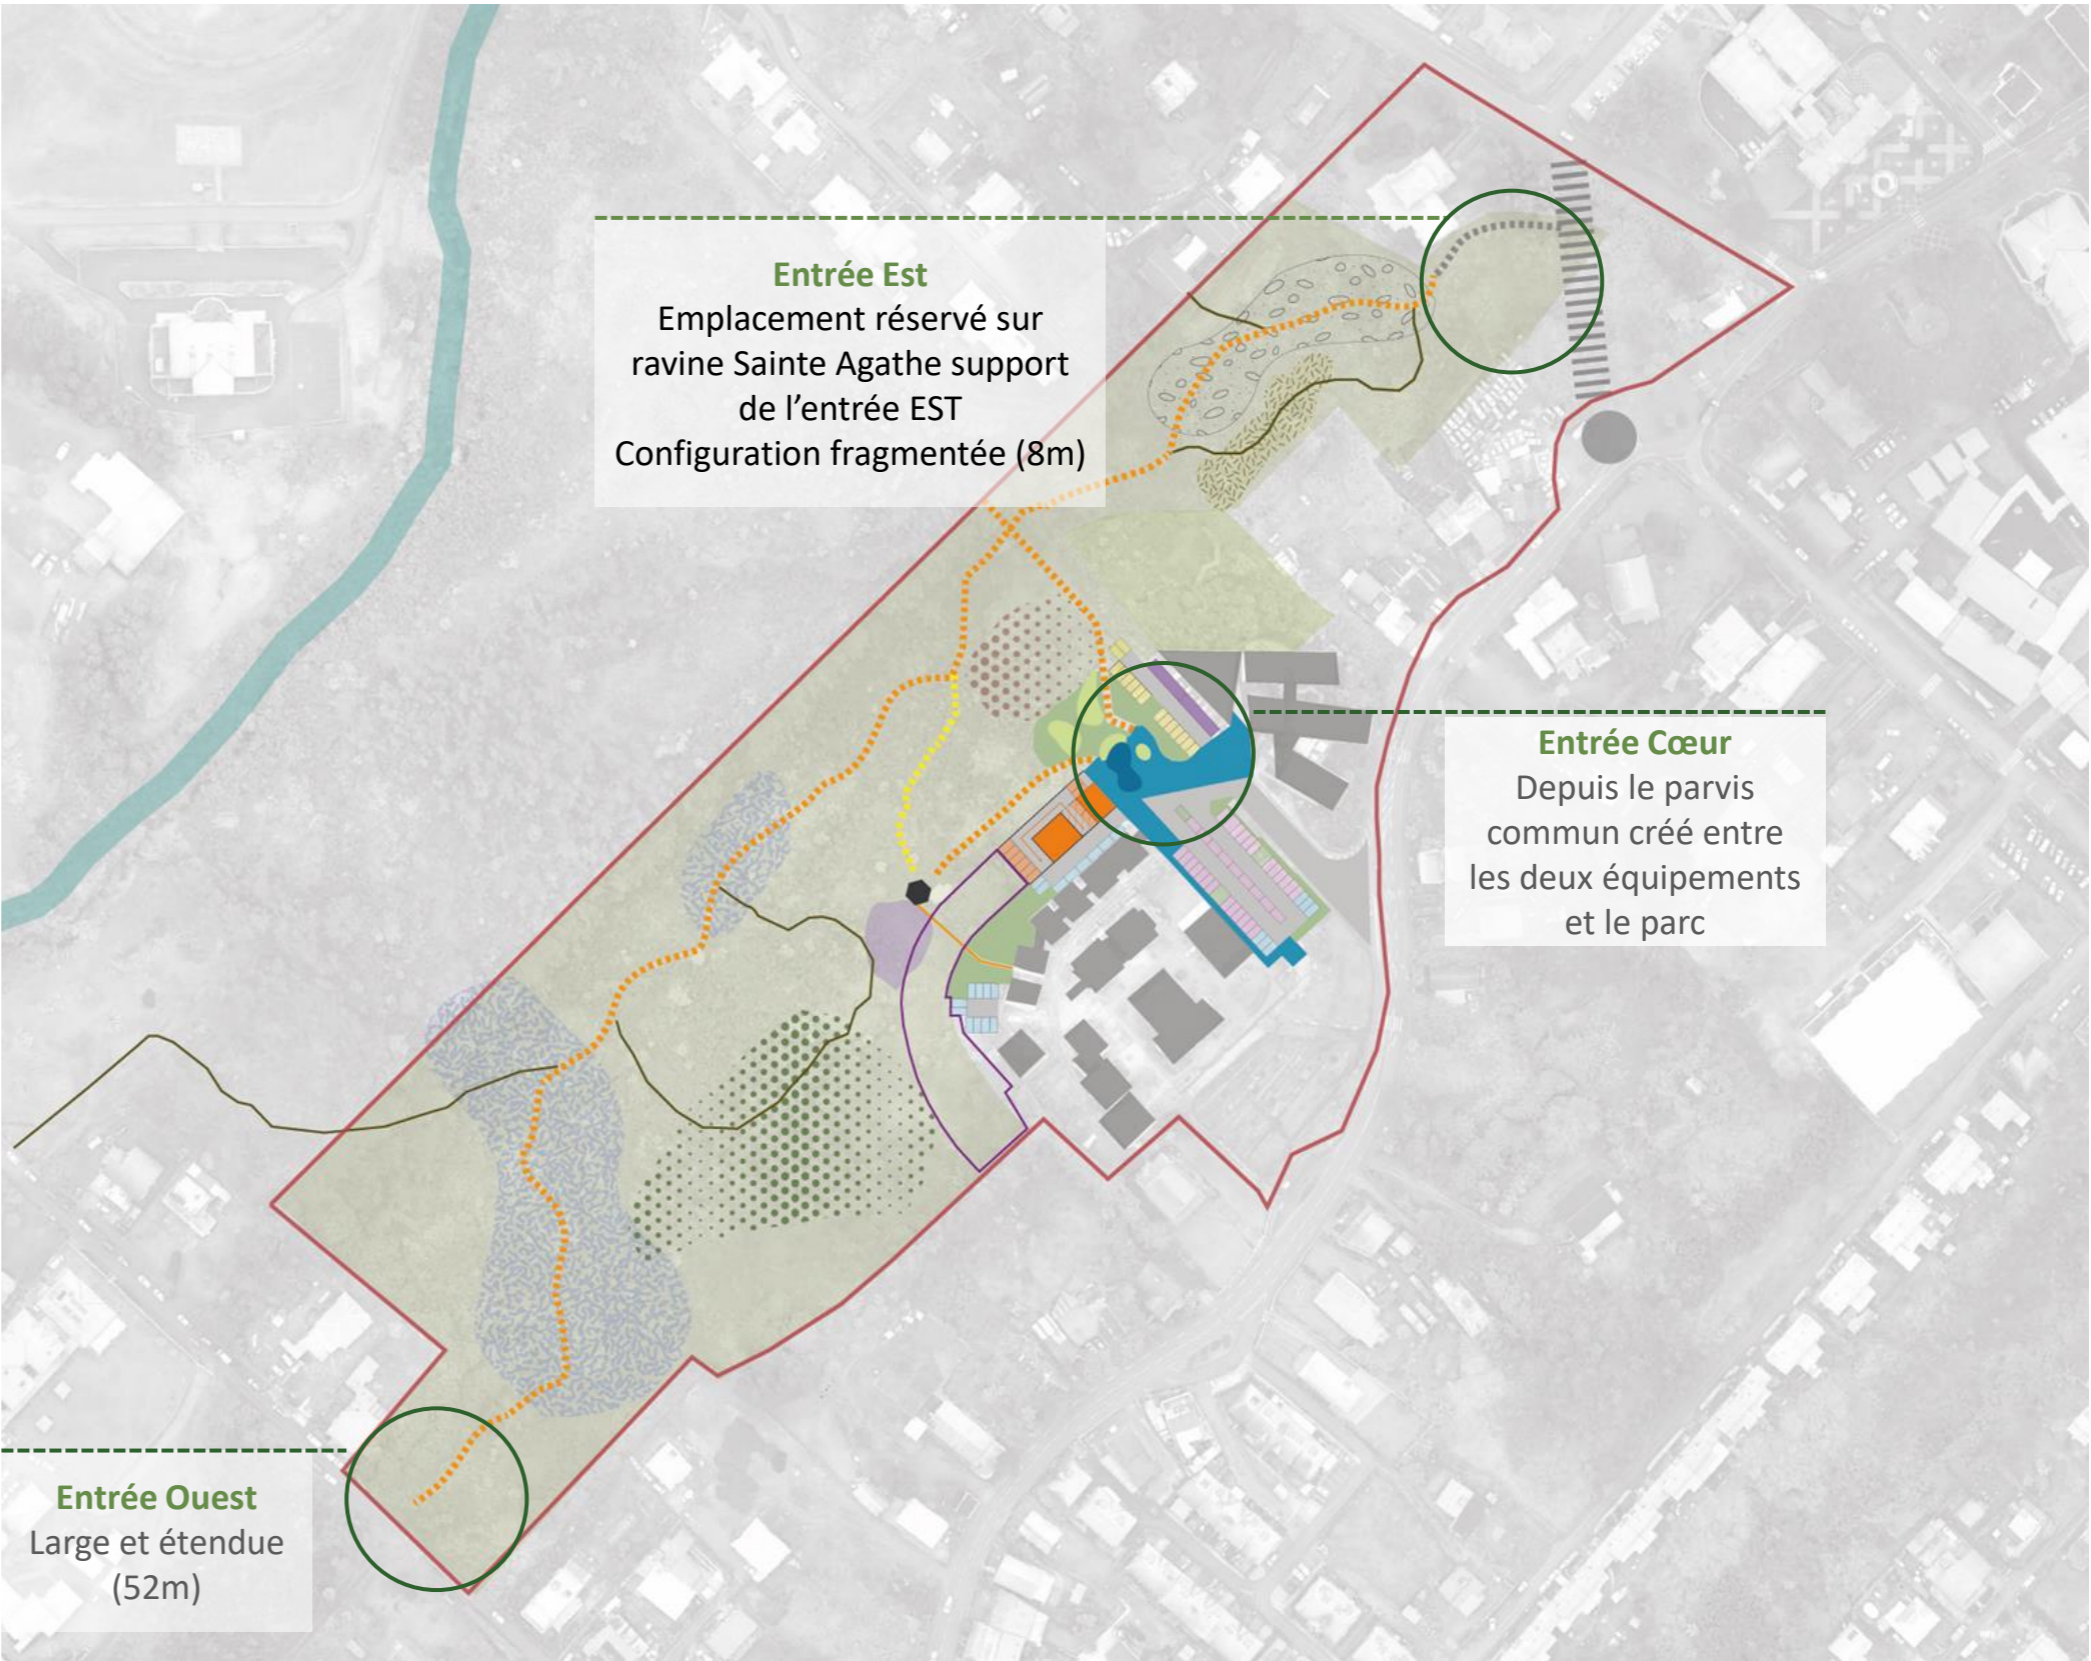 Entrée Est
Emplacement réservé sur
ravine Sainte Agathe support
de l’entrée EST
Configuration fragmentée (8m)
Entrée Cœur
Depuis le parvis
commun créé entre
les deux équipements
et le parc
Entrée Ouest
Large et étendue
(52m)